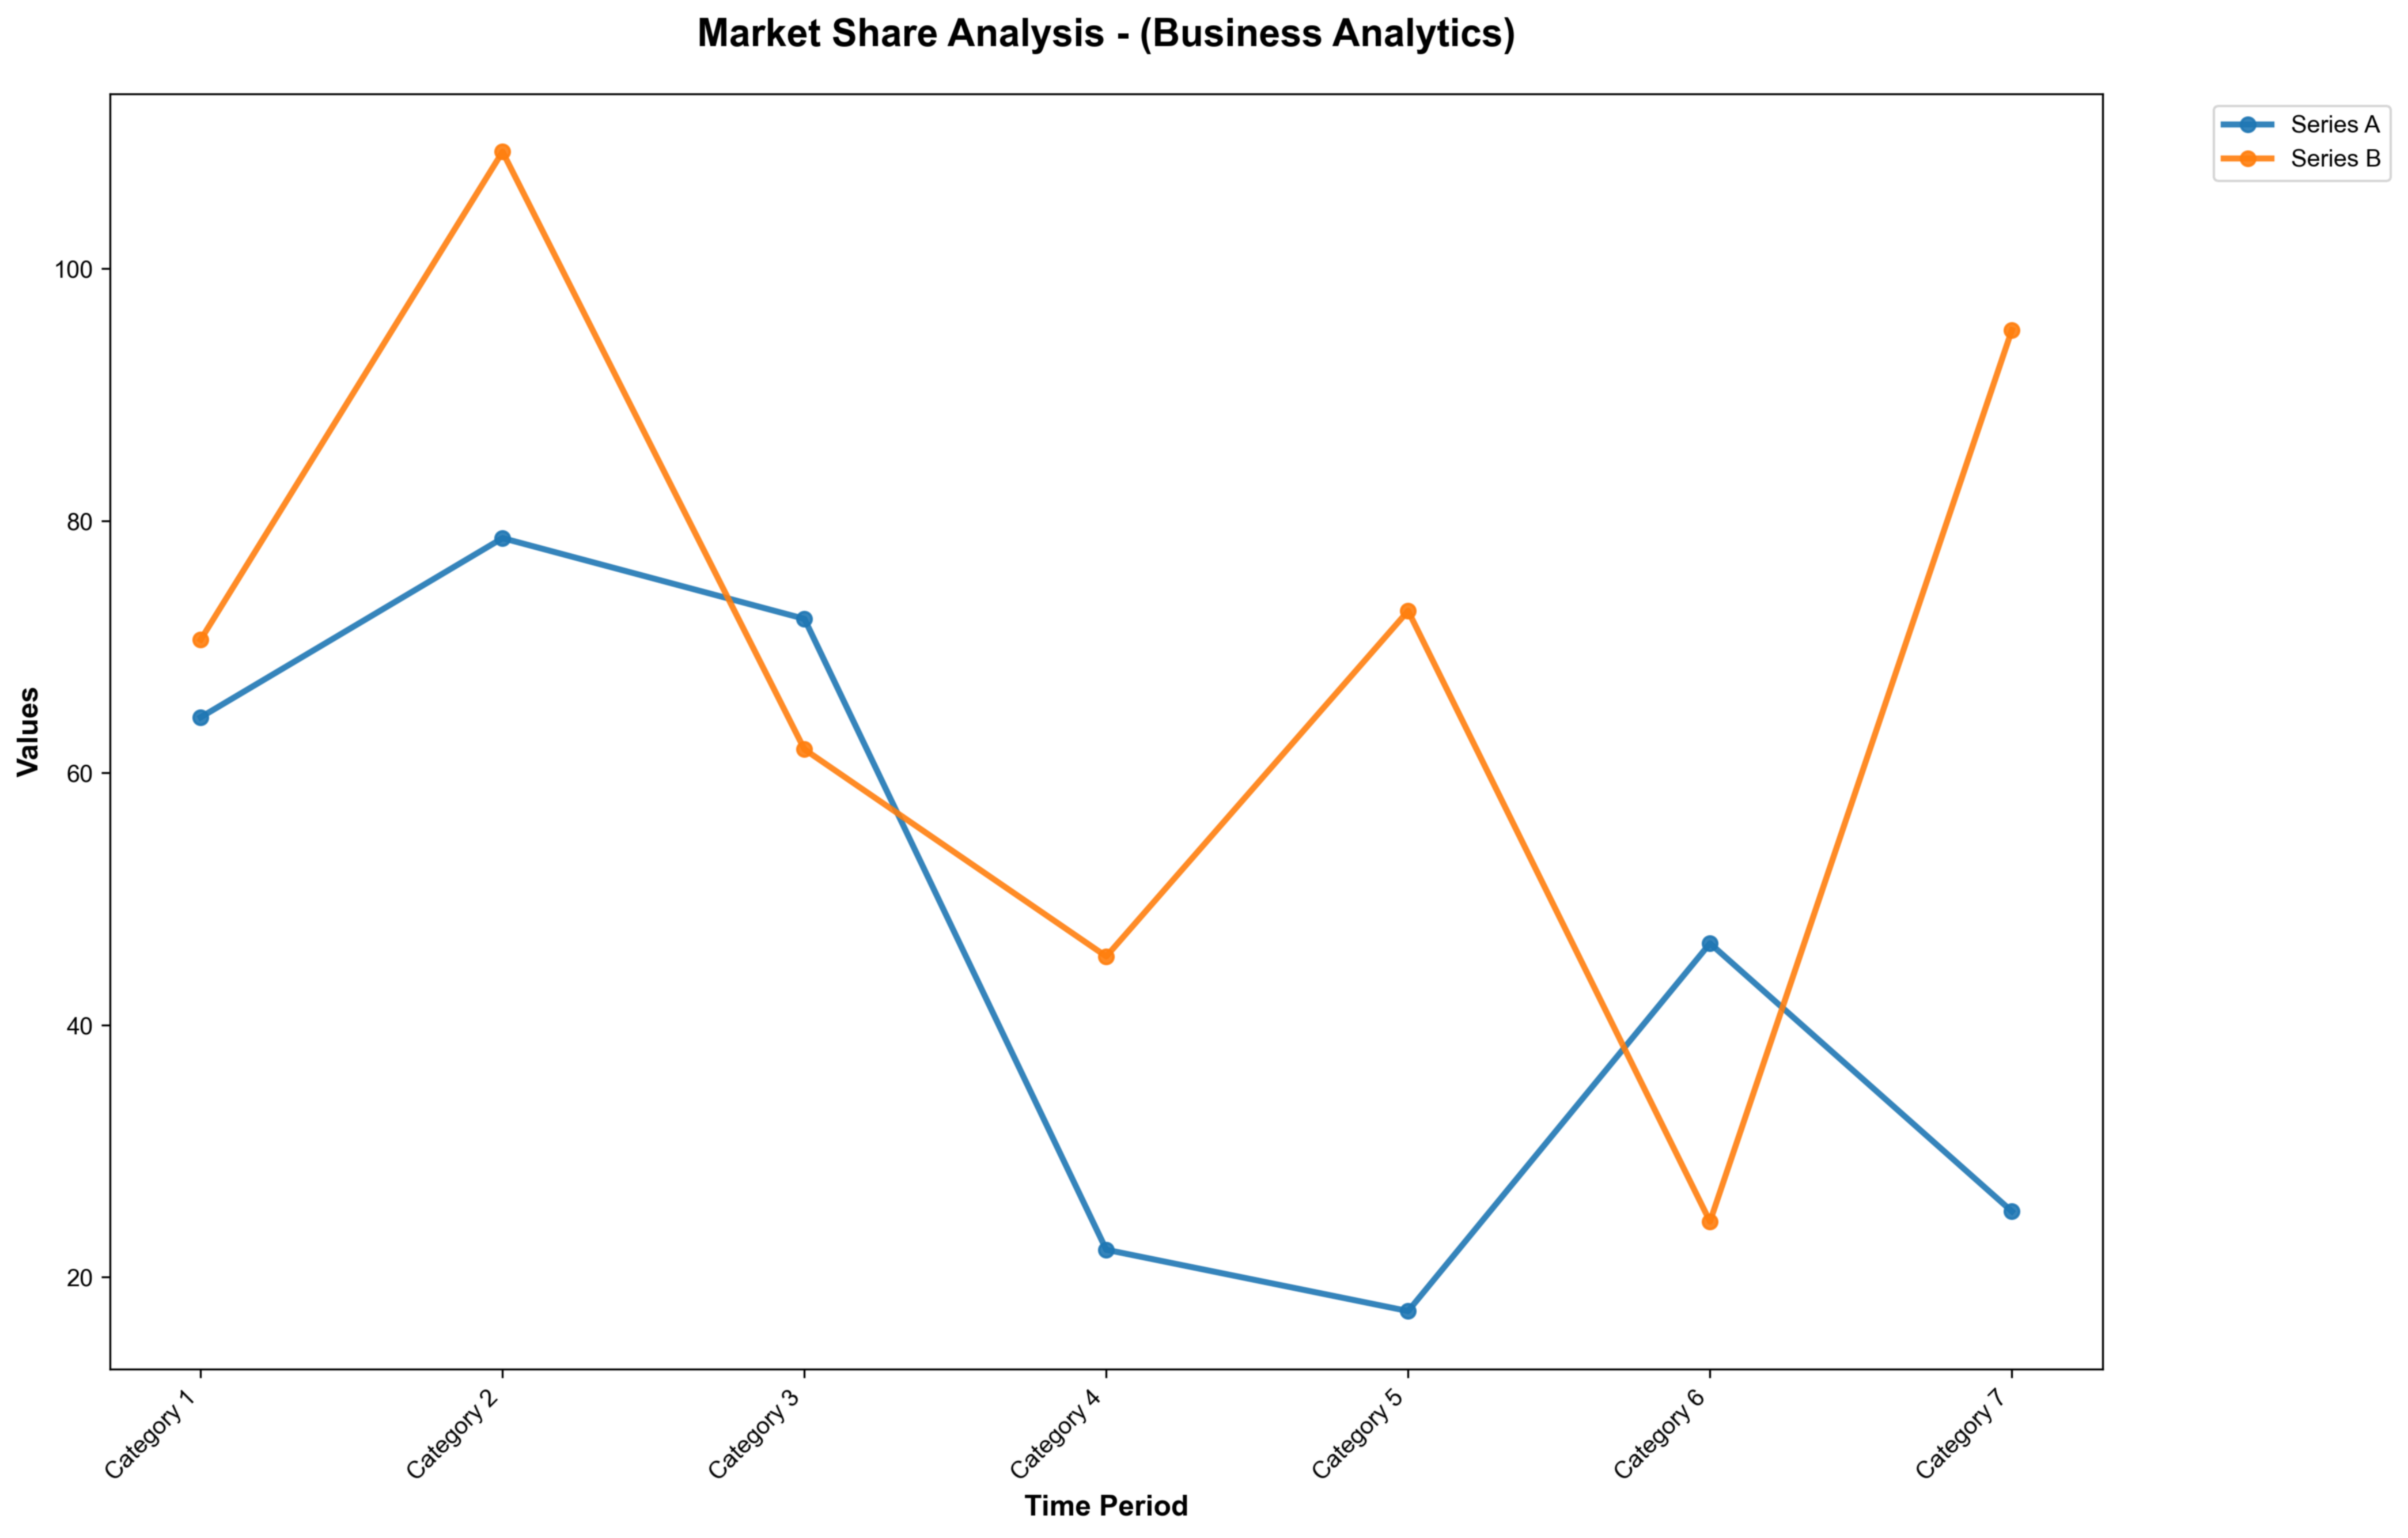 Market Share Analysis - (Business Analytics)
Series A
Series B
Values
100
80
60
40
20
Category 1
Category 2
Category 3
Category 4
Category 5
Category 6
Category 7
Time Period